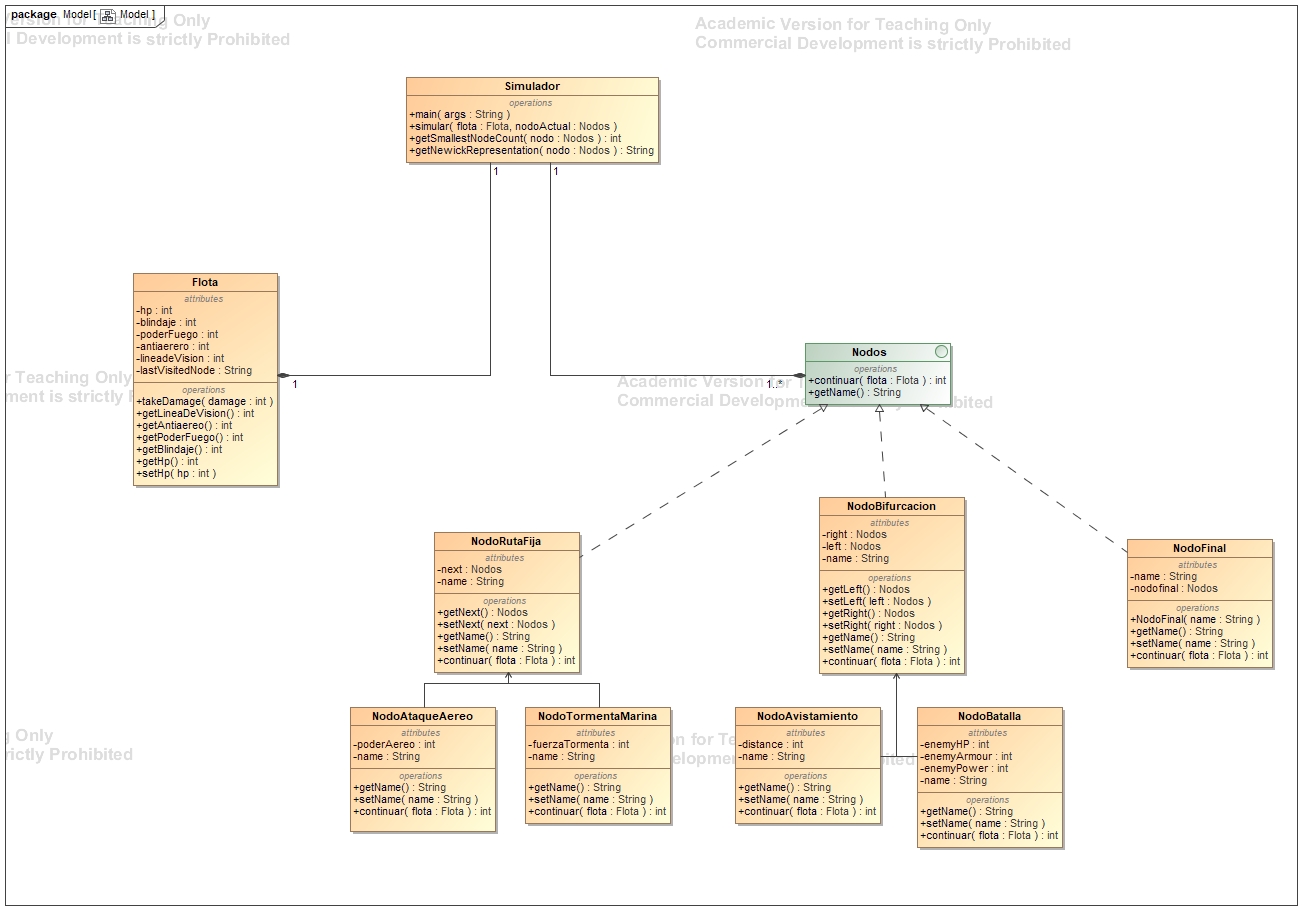 package Model[ Model ]
ersion for Teaching Only
l Development is strictly Prohibited
Academic Version for Teaching Only
Commercial Development is strictly Prohibited
Simulador
operations
+main( args : String )
+simular( flota : Flota, nodoActual : Nodos )
+getSmallestNodeCount( nodo : Nodos ) : int
+getNewickRepresentation( nodo : Nodos ) : String
1
1
Flota
attributes
-hp : int
-blindaje : int
-poderFuego : int
-antiaerero : int
-lineadeVision : int
-lastVisitedNode : String
operations
+takeDamage( damage : int )
+getLineaDeVision() : int
+getAntiaereo() : int
+getPoderFuego() : int
+getBlindaje() : int
+getHp() : int
+setHp( hp : int )
1
r Teaching Only
ment is strictly P
Academic Version for T
Commercial Development is strictly Prohibited
1..*
Nodos
operations
+continuar( flota : Flota ) : int
+getName() : String
NodoRutaFija
attributes
-next : Nodos
-name : String
operations
+getNext() : Nodos
+setNext( next : Nodos )
+getName() : String
+setName( name : String )
+continuar( flota : Flota ) : int
NodoBifurcacion
attributes
-right : Nodos
-left : Nodos
-name : String
operations
+getLeft() : Nodos
+setLeft( left : Nodos )
+getRight() : Nodos
+setRight( right : Nodos )
+getName() : String
+setName( name : String )
+continuar( flota : Flota ) : int
NodoFinal
attributes
-name : String
-nodofinal : Nodos
operations
+NodoFinal( name : String )
+getName() : String
+setName( name : String )
+continuar( flota : Flota ) : int
g Only
rictly Prohibited
NodoAtaqueAereo
attributes
-poderAereo : int
-name : String
operations
+getName() : String
+setName( name : String )
+continuar( flota : Flota ) : int
NodoTormentaMarina
attributes
-fuerzaTormenta : int
-name : String
operations
+getName() : String
+setName( name : String )
+continuar( flota : Flota ) : int
on for Te
elopmen
ited
NodoAvistamiento
attributes
-distance : int
-name : String
operations
+getName() : String
+setName( name : String )
+continuar( flota : Flota ) : int
NodoBatalla
attributes
-enemyHP : int
-enemyArmour : int
-enemyPower : int
-name : String
operations
+getName() : String
+setName( name : String )
+continuar( flota : Flota ) : int